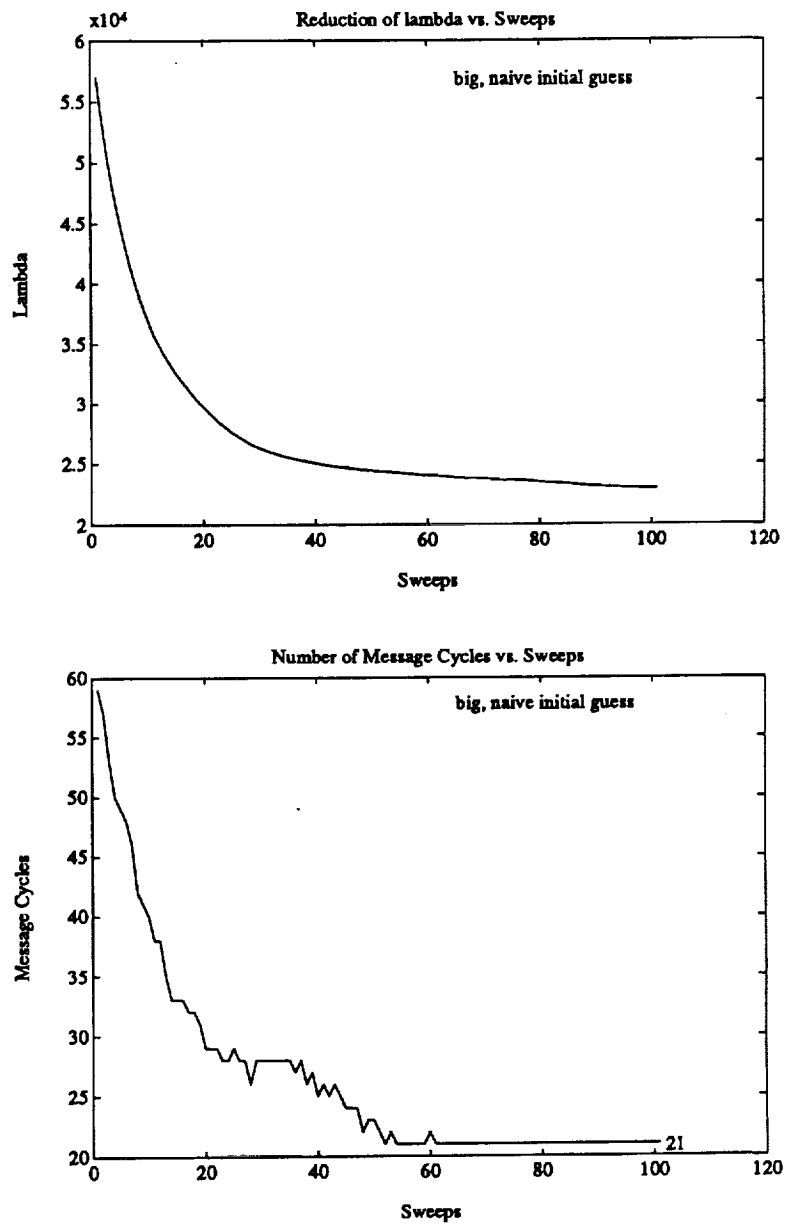 Reduction of lambda vs. Sweeps
x10⁴
big, naive initial guess
6
5.5
5
4.5
4
3.5
3
2.5
2
Lambda
0 20 40 60 80 100 120
Sweeps
Number of Message Cycles vs. Sweeps
big, naive initial guess
60
55
50
45
40
35
30
25
20
Message Cycles
21
0 20 40 60 80 100 120
Sweeps